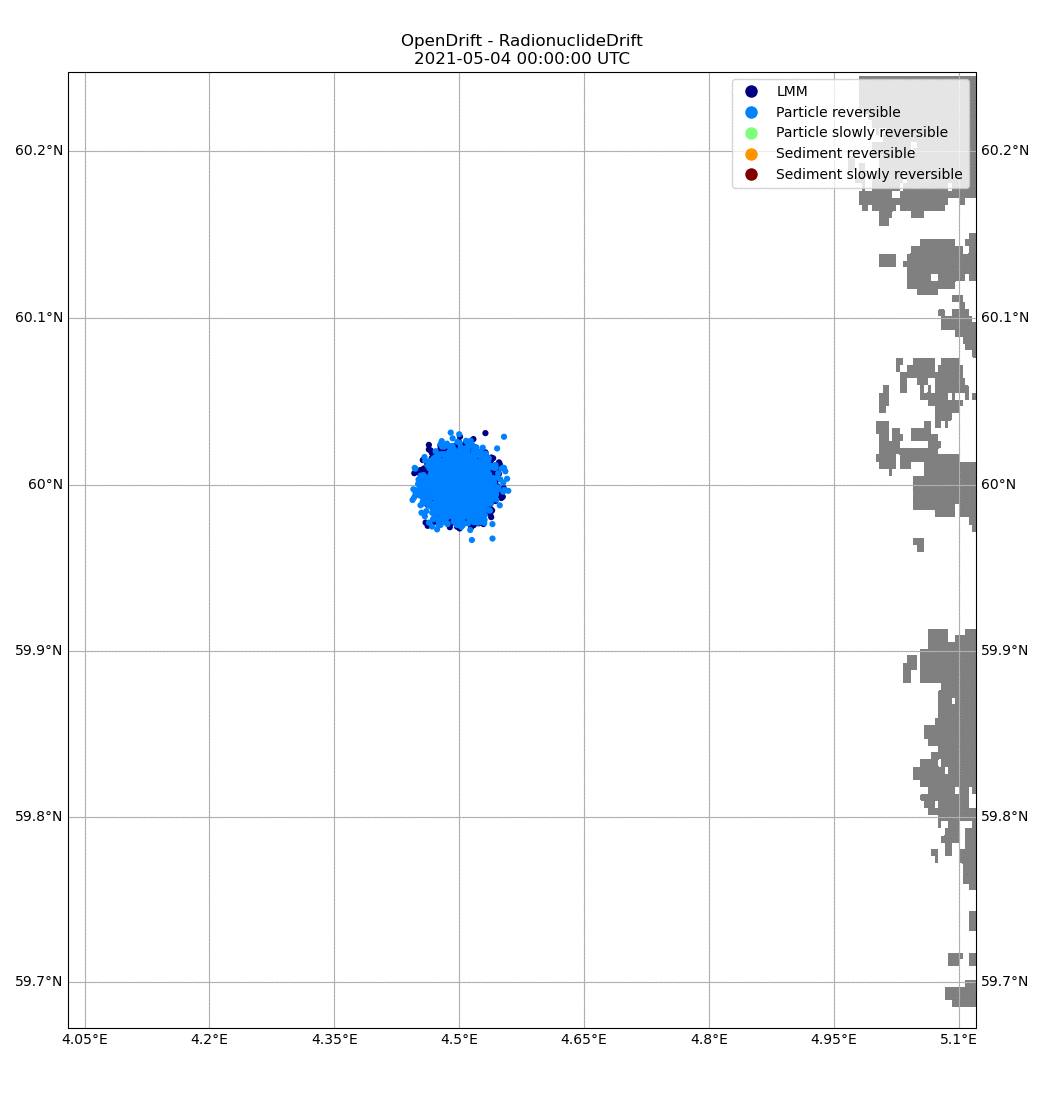 OpenDrift - RadionuclideDrift
2021-05-04 00:00:00 UTC
LMM
Particle reversible
Particle slowly reversible
Sediment reversible
Sediment slowly reversible
60.2°N 60.2°N
60.1°N 60.1°N
60°N 60°N
59.9°N 59.9°N
59.8°N 59.8°N
59.7°N 59.7°N
4.05°E 4.2°E 4.35°E 4.5°E 4.65°E 4.8°E 4.95°E 5.1°E